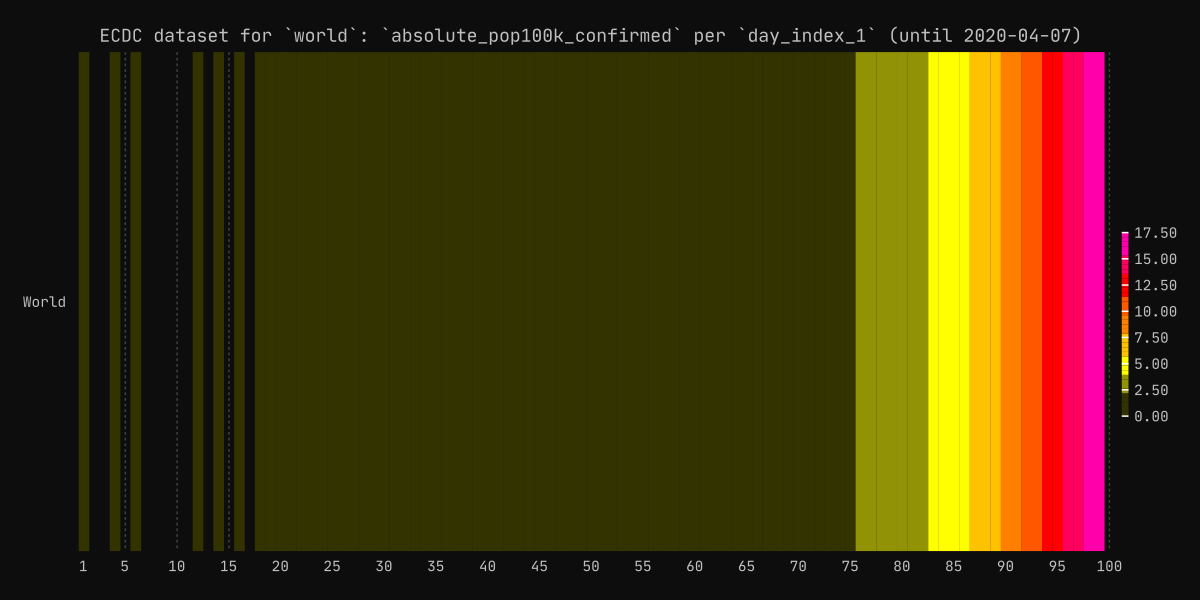 ECDC dataset for `world`: `absolute_pop100k_confirmed` per `day_index_1` (until 2020-04-07)
World
17.50
15.00
12.50
10.00
7.50
5.00
2.50
0.00
1 5 10 15 20 25 30 35 40 45 50 55 60 65 70 75 80 85 90 95 100